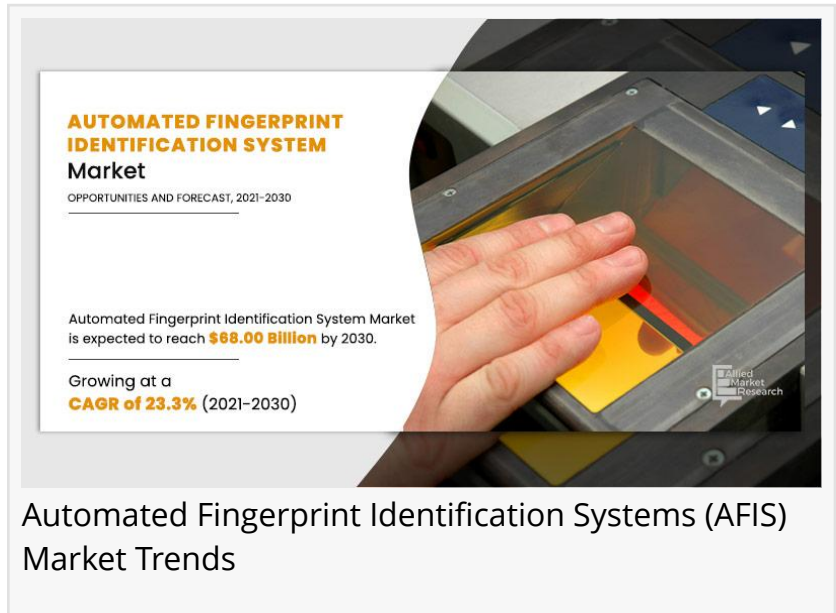 AUTOMATED FINGERPRINT
IDENTIFICATION SYSTEM
Market
OPPORTUNITIES AND FORECAST, 2021-2030
Automated Fingerprint Identification System Market
is expected to reach $68.00 Billion by 2030.
Growing at a
CAGR of 23.3% (2021-2030)
Allied
Market
Research
Automated Fingerprint Identification Systems (AFIS)
Market Trends